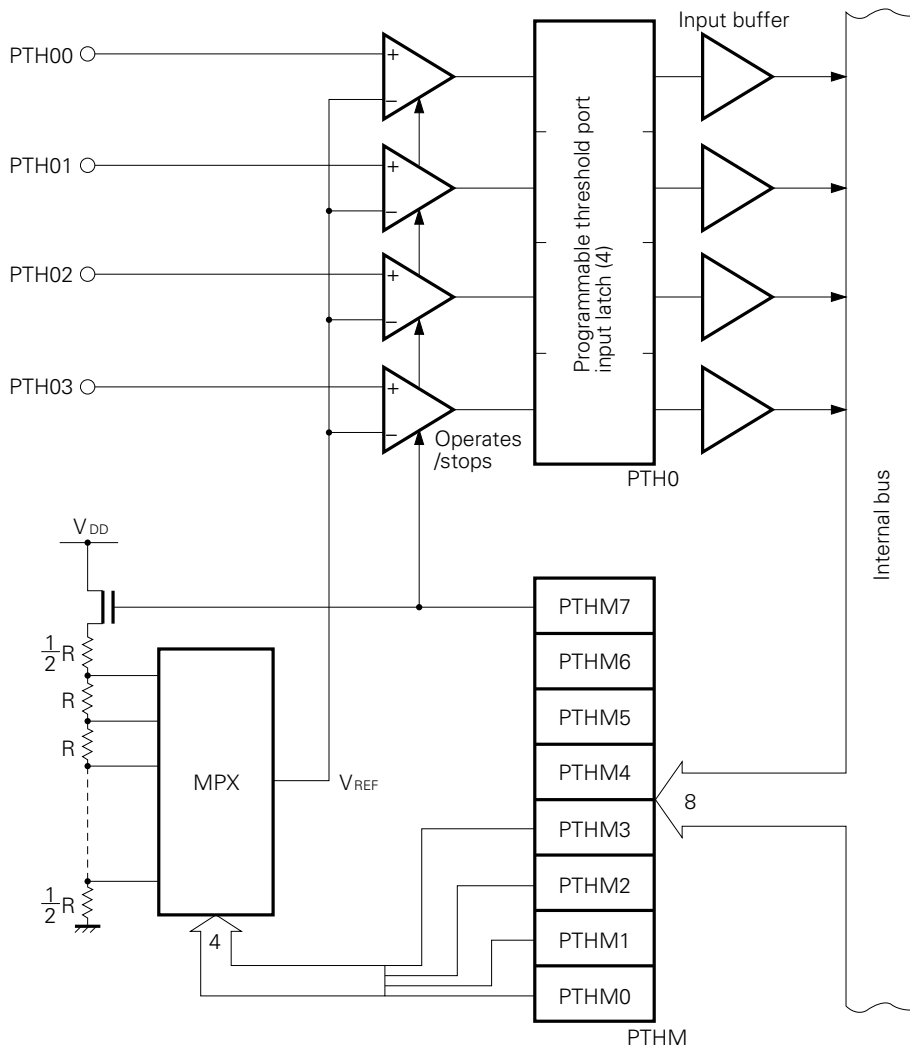 Input buffer
PTH00
+
−
PTH01
+
−
PTH02
+
−
PTH03
+
−
Programmable threshold port
input latch (4)
Operates
/stops
PTH0
Internal bus
VDD
1/2 R
R
R
1/2 R
MPX
VREF
4
PTHM7
PTHM6
PTHM5
PTHM4
PTHM3
PTHM2
PTHM1
PTHM0
8
PTHM